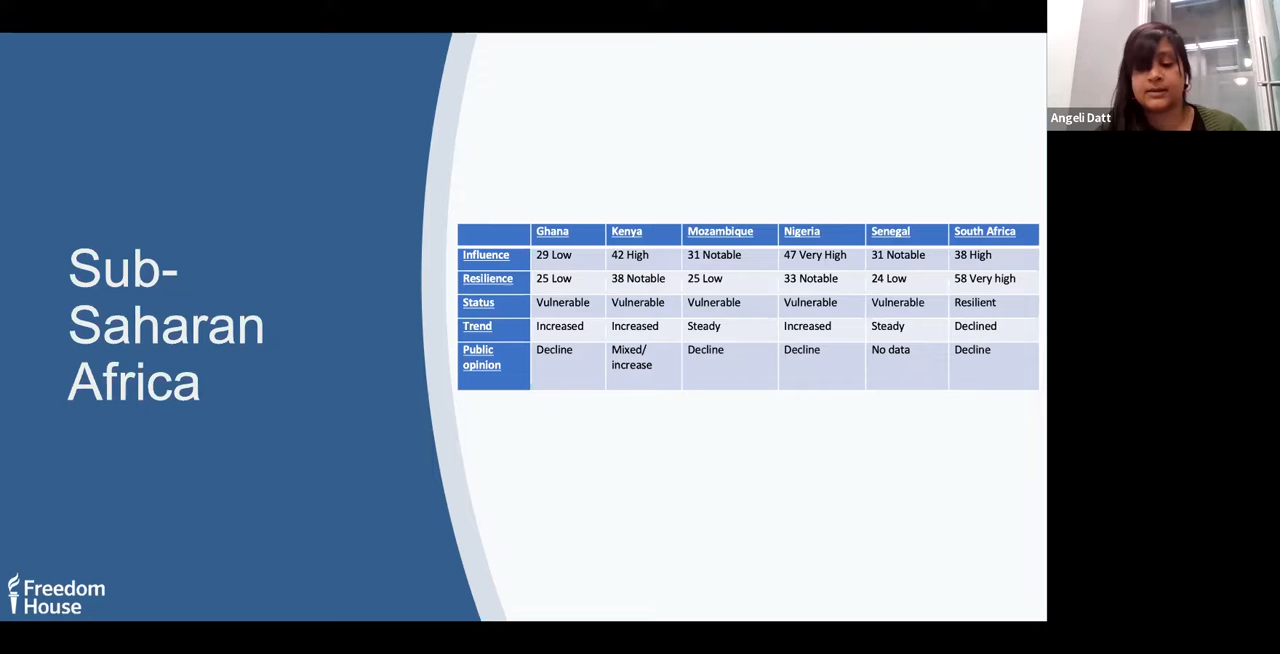 Sub-
Saharan
Africa
Ghana Kenya Mozambique Nigeria Senegal South Africa
Influence 29 Low 42 High 31 Notable 47 Very High 31 Notable 38 High
Resilience 25 Low 38 Notable 25 Low 33 Notable 24 Low 58 Very high
Status Vulnerable Vulnerable Vulnerable Vulnerable Vulnerable Resilient
Trend Increased Increased Steady Increased Steady Declined
Public Decline Mixed/ Decline Decline No data Decline
opinion increase
Freedom
House
Angeli Datt